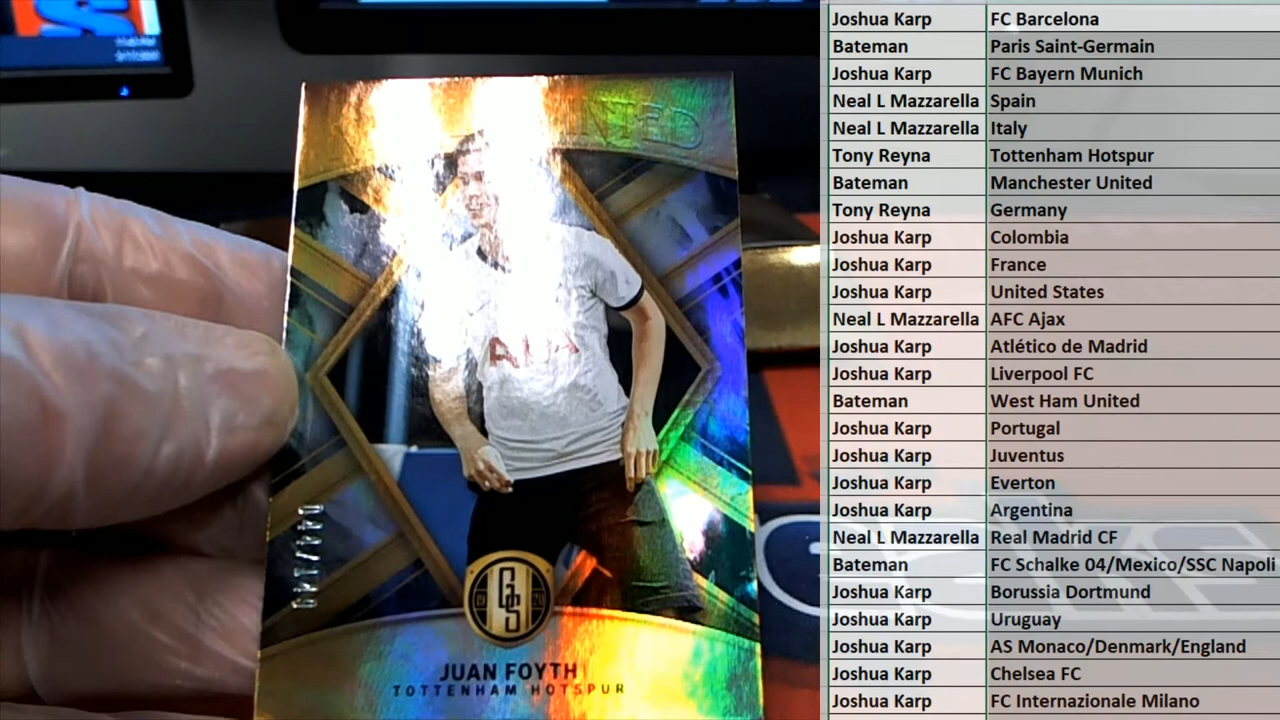 JUAN FOYTH
TOTTENHAM HOTSPUR
Joshua Karp FC Barcelona
Bateman Paris Saint-Germain
Joshua Karp FC Bayern Munich
Neal L Mazzarella Spain
Neal L Mazzarella Italy
Tony Reyna Tottenham Hotspur
Bateman Manchester United
Tony Reyna Germany
Joshua Karp Colombia
Joshua Karp France
Joshua Karp United States
Neal L Mazzarella AFC Ajax
Joshua Karp Atlético de Madrid
Joshua Karp Liverpool FC
Bateman West Ham United
Joshua Karp Portugal
Joshua Karp Juventus
Joshua Karp Everton
Joshua Karp Argentina
Neal L Mazzarella Real Madrid CF
Bateman FC Schalke 04/Mexico/SSC Napoli
Joshua Karp Borussia Dortmund
Joshua Karp Uruguay
Joshua Karp AS Monaco/Denmark/England
Joshua Karp Chelsea FC
Joshua Karp FC Internazionale Milano